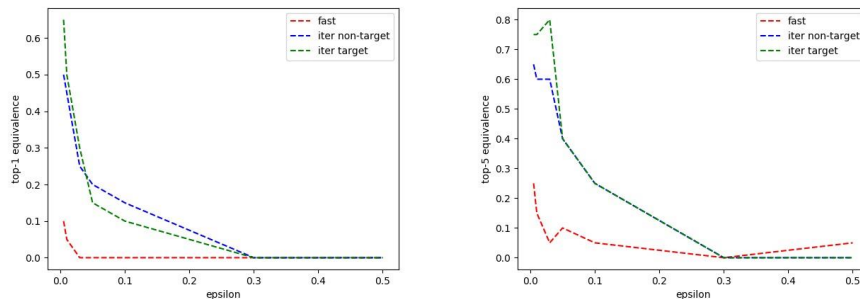 0.6
0.5
0.4
0.3
0.2
0.1
0.0
top-1 equivalence
0.0 0.1 0.2 0.3 0.4 0.5
epsilon
fast
iter non-target
iter target
0.8
0.7
0.6
0.5
0.4
0.3
0.2
0.1
0.0
top-5 equivalence
0.0 0.1 0.2 0.3 0.4 0.5
epsilon
fast
iter non-target
iter target